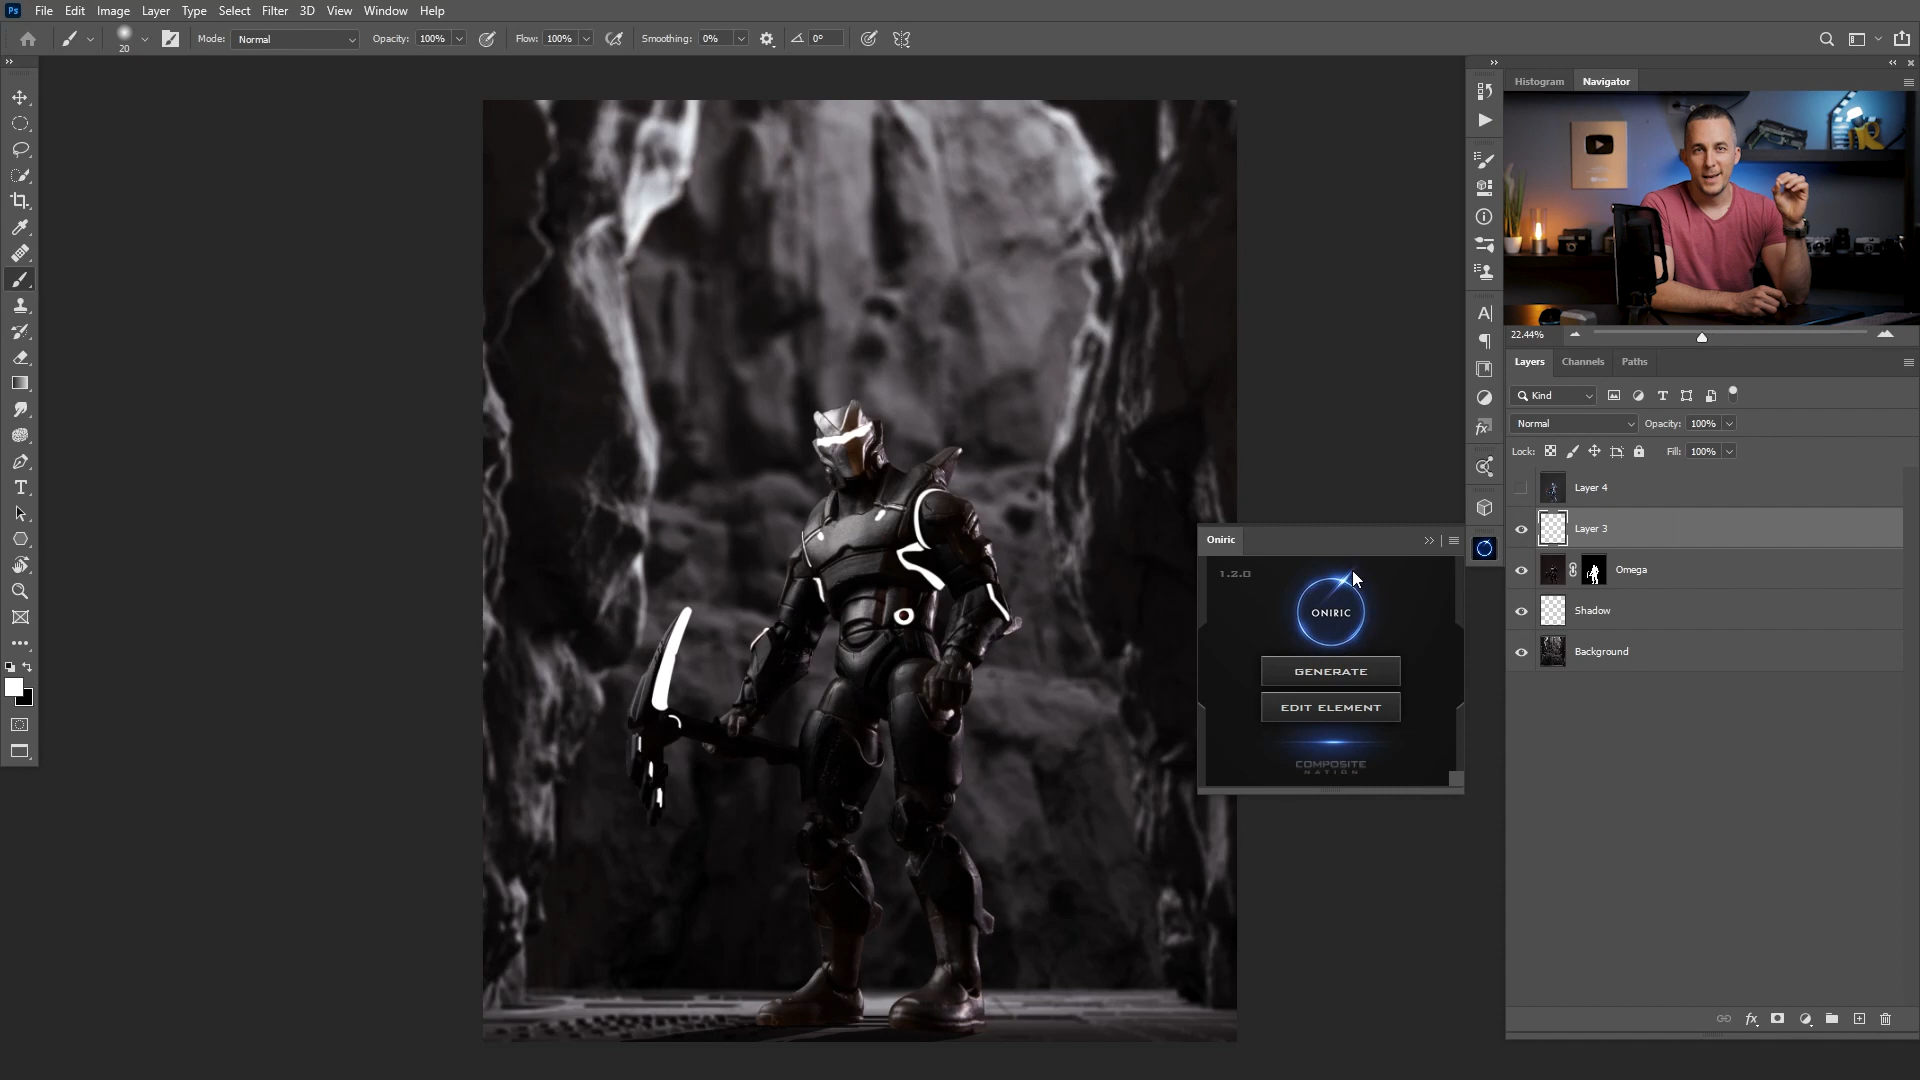 Ps File Edit Image Layer Type Select Filter 3D View Window Help
20 Mode: Normal Opacity: 100% Flow: 100% Smoothing: 0% 0°
Histogram Navigator
22.44%
Layers Channels Paths
Kind
Normal Opacity: 100%
Lock: Fill: 100%
Layer 4
Layer 3
Omega
Shadow
Background
Oniric
1.2.0
ONIRIC
GENERATE
EDIT ELEMENT
COMPOSITE
NATION